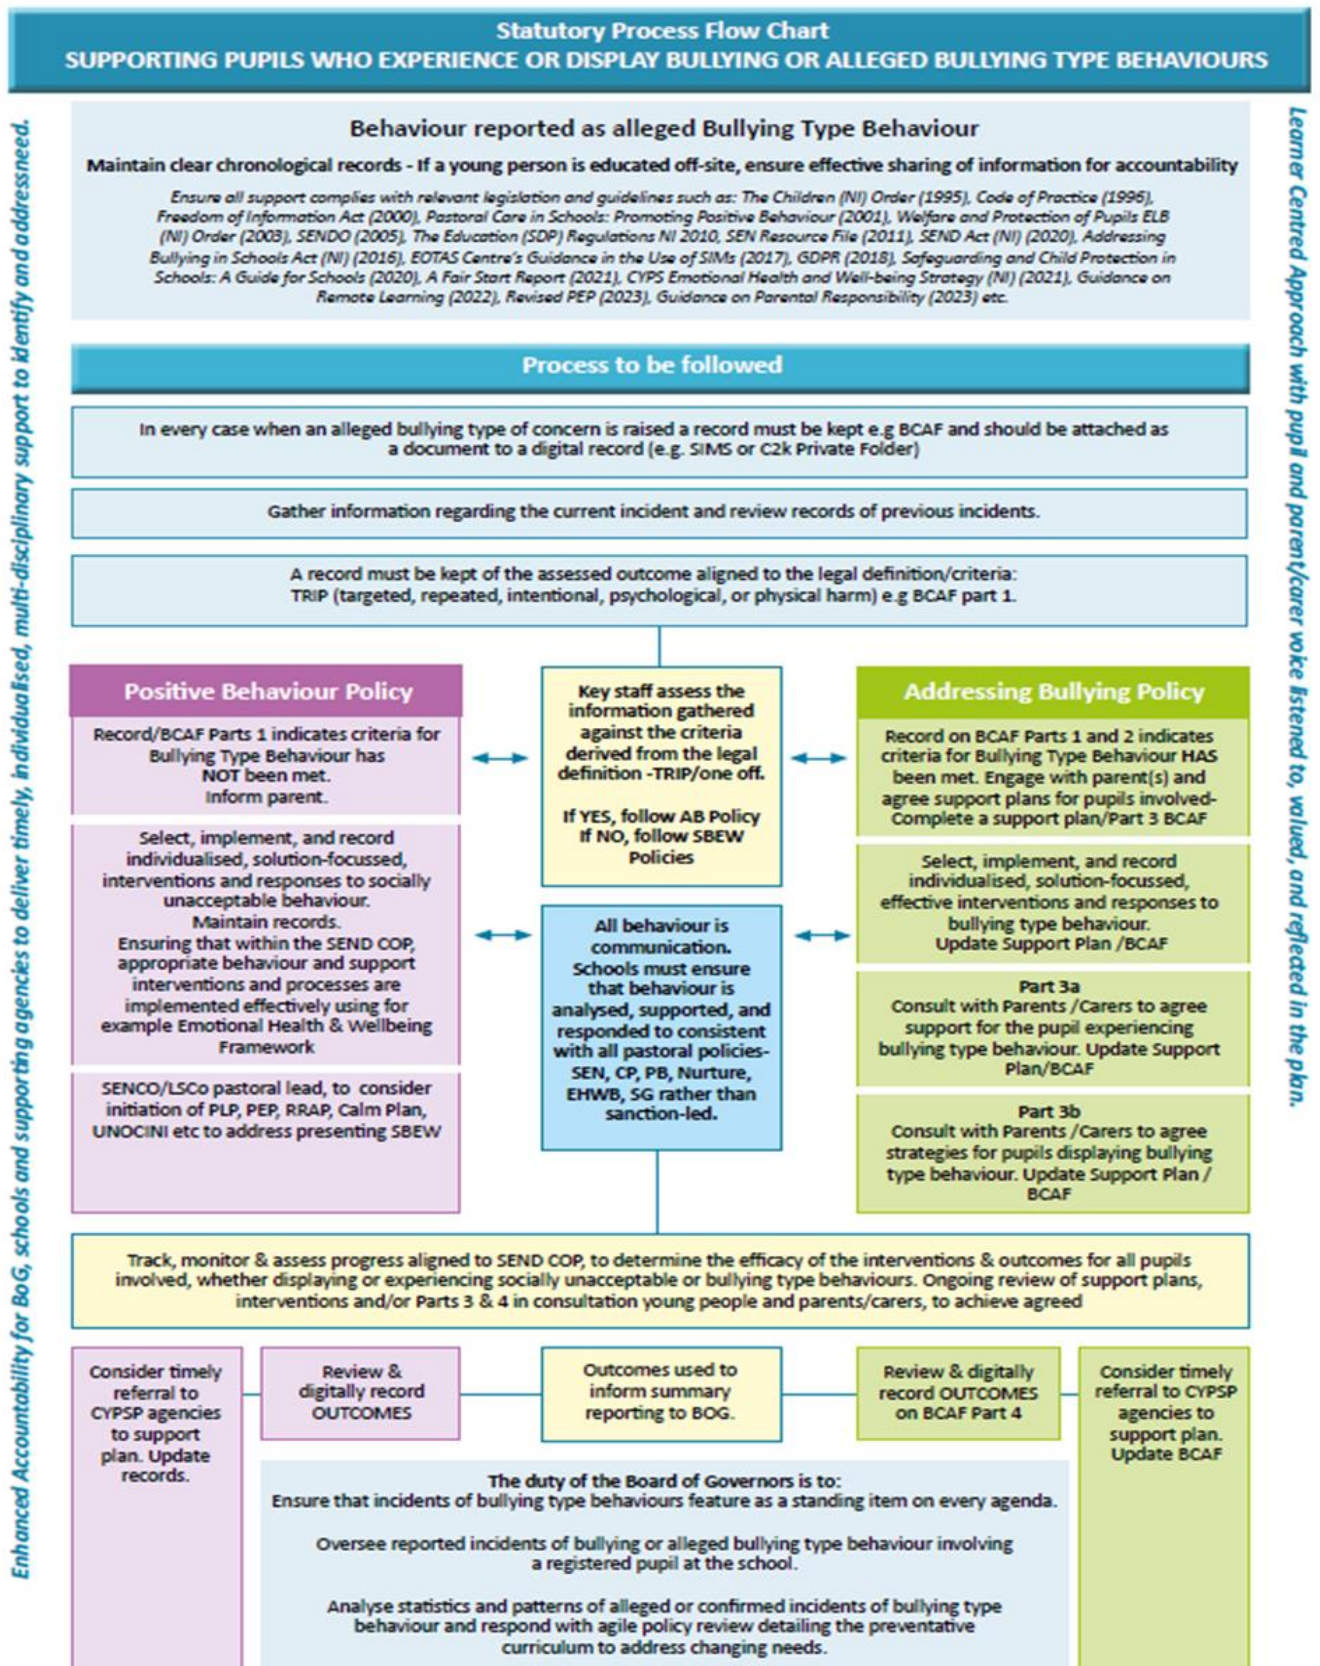 Statutory Process Flow Chart
SUPPORTING PUPILS WHO EXPERIENCE OR DISPLAY BULLYING OR ALLEGED BULLYING TYPE BEHAVIOURS
Enhanced Accountability for BoG, schools and supporting agencies to deliver timely, individualised, multi-disciplinary support to identify and addressneed.
Behaviour reported as alleged Bullying Type Behaviour
Maintain clear chronological records - If a young person is educated off-site, ensure effective sharing of information for accountability
Ensure all support complies with relevant legislation and guidelines such as: The Children (NI) Order (1995), Code of Practice (1996),
Freedom of Information Act (2000), Pastoral Care in Schools: Promoting Positive Behaviour (2001), Welfare and Protection of Pupils ELB
(NI) Order (2003), SENDO (2005), The Education (SDP) Regulations NI 2010, SEN Resource File (2011), SEND Act (NI) (2020), Addressing
Bullying in Schools Act (NI) (2016), EOTAS Centre's Guidance in the Use of SIMs (2017), GDPR (2018), Safeguarding and Child Protection in
Schools: A Guide for Schools (2020), A Fair Start Report (2021), CYPS Emotional Health and Well-being Strategy (NI) (2021), Guidance on
Remote Learning (2022), Revised PEP (2023), Guidance on Parental Responsibility (2023) etc.
Learner Centred Approach with pupil and parent/carer voice listened to, valued, and reflected in the plan.
Process to be followed
In every case when an alleged bullying type of concern is raised a record must be kept e.g BCAF and should be attached as
a document to a digital record (e.g. SIMS or C2k Private Folder)
Gather information regarding the current incident and review records of previous incidents.
A record must be kept of the assessed outcome aligned to the legal definition/criteria:
TRIP (targeted, repeated, intentional, psychological, or physical harm) e.g BCAF part 1.
Positive Behaviour Policy
Record/BCAF Parts 1 indicates criteria for
Bullying Type Behaviour has
NOT been met.
Inform parent.
Select, implement, and record
individualised, solution-focussed,
interventions and responses to socially
unacceptable behaviour.
Maintain records.
Ensuring that within the SEND COP,
appropriate behaviour and support
interventions and processes are
implemented effectively using for
example Emotional Health & Wellbeing
Framework
SENCO/LSCo pastoral lead, to consider
initiation of PLP, PEP, RRAP, Calm Plan,
UNOCINI etc to address presenting SBEW
Key staff assess the
information gathered
against the criteria
derived from the legal
definition -TRIP/one off.
If YES, follow AB Policy
If NO, follow SBEW
Policies
All behaviour is
communication.
Schools must ensure
that behaviour is
analysed, supported, and
responded to consistent
with all pastoral policies-
SEN, CP, PB, Nurture,
EHWB, SG rather than
sanction-led.
Addressing Bullying Policy
Record on BCAF Parts 1 and 2 indicates
criteria for Bullying Type Behaviour HAS
been met. Engage with parent(s) and
agree support plans for pupils involved-
Complete a support plan/Part 3 BCAF
Select, implement, and record
individualised, solution-focussed,
effective interventions and responses to
bullying type behaviour.
Update Support Plan /BCAF
Part 3a
Consult with Parents /Carers to agree
support for the pupil experiencing
bullying type behaviour. Update Support
Plan/BCAF
Part 3b
Consult with Parents /Carers to agree
strategies for pupils displaying bullying
type behaviour. Update Support Plan /
BCAF
Track, monitor & assess progress aligned to SEND COP, to determine the efficacy of the interventions & outcomes for all pupils
involved, whether displaying or experiencing socially unacceptable or bullying type behaviours. Ongoing review of support plans,
interventions and/or Parts 3 & 4 in consultation young people and parents/carers, to achieve agreed
Consider timely
referral to
CYPSP agencies
to support
plan. Update
records.
Review &
digitally record
OUTCOMES
Outcomes used to
inform summary
reporting to BOG.
Review & digitally
record OUTCOMES
on BCAF Part 4
Consider timely
referral to CYPSP
agencies to
support plan.
Update BCAF
The duty of the Board of Governors is to:
Ensure that incidents of bullying type behaviours feature as a standing item on every agenda.
Oversee reported incidents of bullying or alleged bullying type behaviour involving
a registered pupil at the school.
Analyse statistics and patterns of alleged or confirmed incidents of bullying type
behaviour and respond with agile policy review detailing the preventative
curriculum to address changing needs.